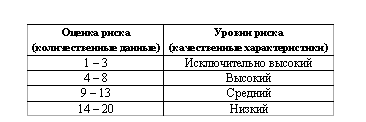 Оценка риска Уровни риска
(количественные данные) (качественные характеристики)
1 – 3 Исключительно высокий
4 – 8 Высокий
9 – 13 Средний
14 – 20 Низкий